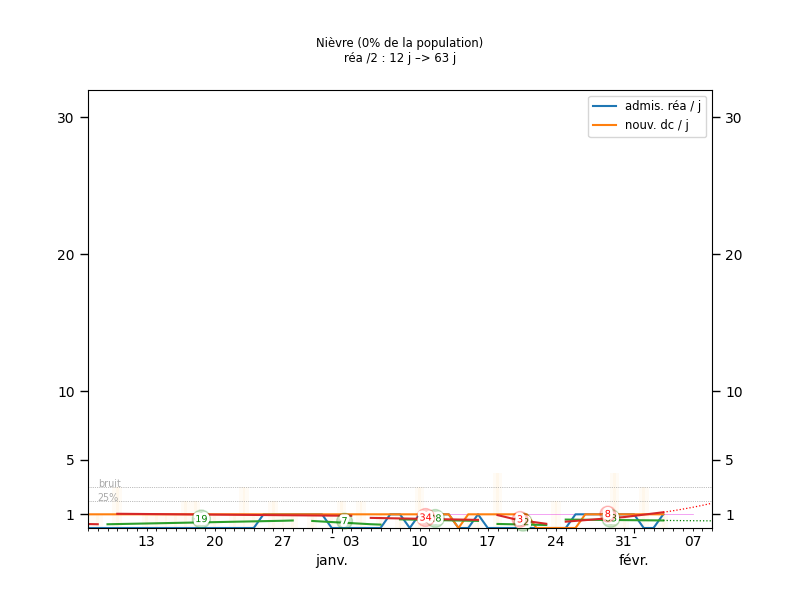 Nièvre (0% de la population)
réa /2 : 12 j –> 63 j
admis. réa / j
nouv. dc / j
30 30
20 20
10 10
5 5
bruit
25%
1 1
19 7 34 8 3 2 8
13 20 27 - 03 10 17 24 31- 07
janv. févr.